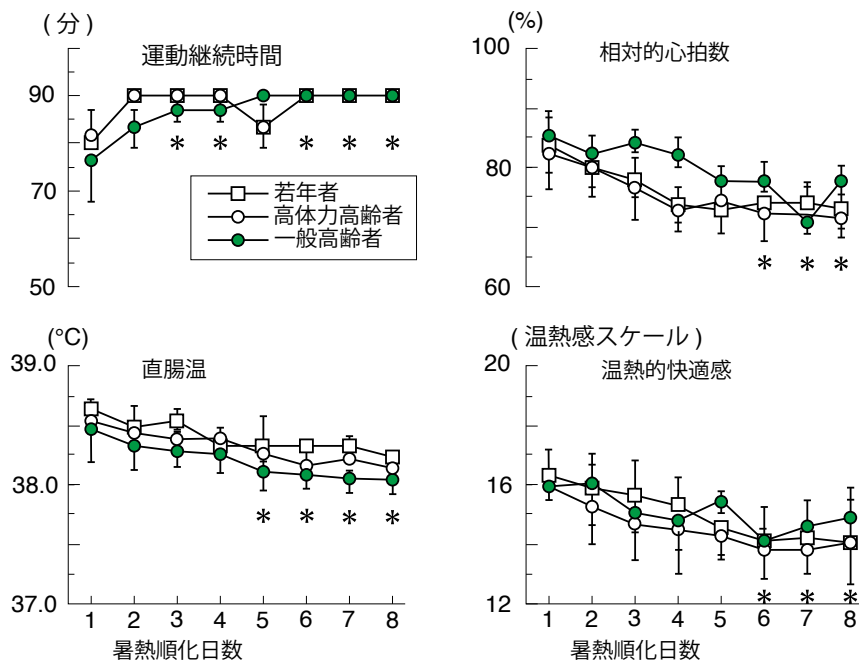 (分)
運動継続時間
90
70
50
＊ ＊ ＊ ＊ ＊
若年者
高体力高齢者
一般高齢者
(%)
相対的心拍数
100
80
60
＊ ＊ ＊
(°C)
直腸温
39.0
38.0
37.0
＊ ＊ ＊ ＊
1 2 3 4 5 6 7 8
暑熱順化日数
(温熱感スケール)
温熱的快適感
20
16
12
＊ ＊ ＊
1 2 3 4 5 6 7 8
暑熱順化日数